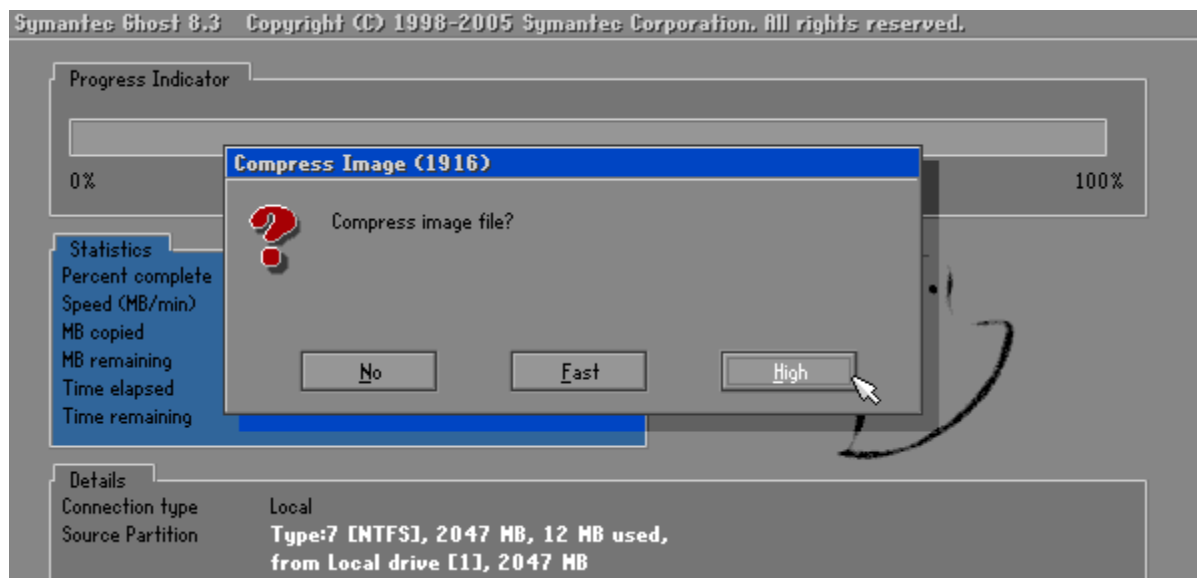 Symantec Ghost 8.3   Copyright (C) 1998-2005 Symantec Corporation. All rights reserved.
Progress Indicator
0%
100%
Compress Image (1916)
Compress image file?
No
Fast
High
Statistics
Percent complete
Speed (MB/min)
MB copied
MB remaining
Time elapsed
Time remaining
Details
Connection type Local
Source Partition Type:7 [NTFS], 2047 MB, 12 MB used,
from Local drive [1], 2047 MB